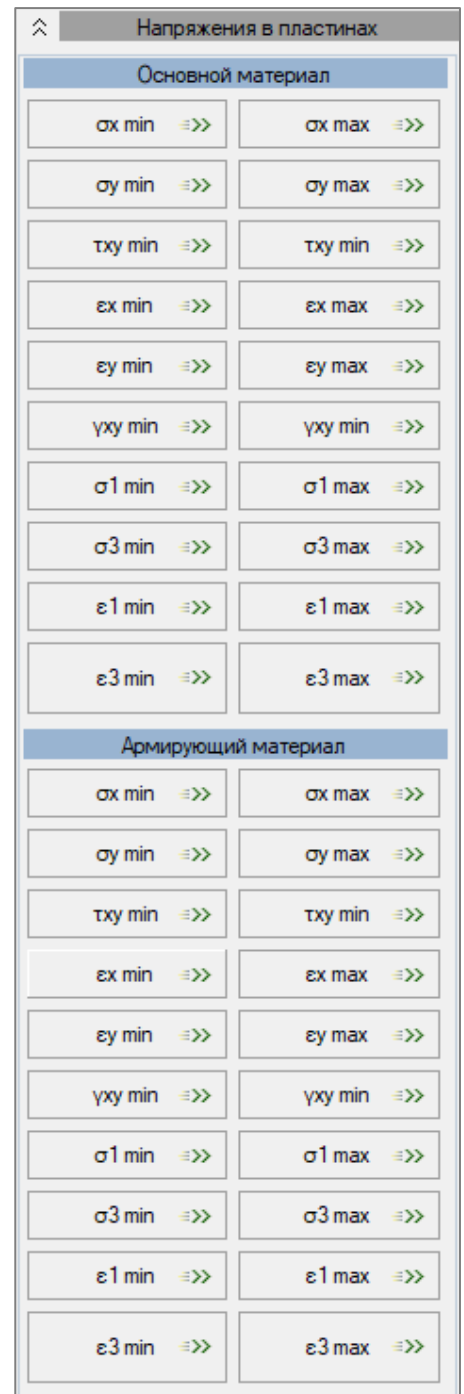 Напряжения в пластинах
Основной материал
σx min σx max
σy min σy max
τxy min τxy min
εx min εx max
εy min εy max
γxy min γxy min
σ1 min σ1 max
σ3 min σ3 max
ε1 min ε1 max
ε3 min ε3 max
Армирующий материал
σx min σx max
σy min σy max
τxy min τxy min
εx min εx max
εy min εy max
γxy min γxy min
σ1 min σ1 max
σ3 min σ3 max
ε1 min ε1 max
ε3 min ε3 max